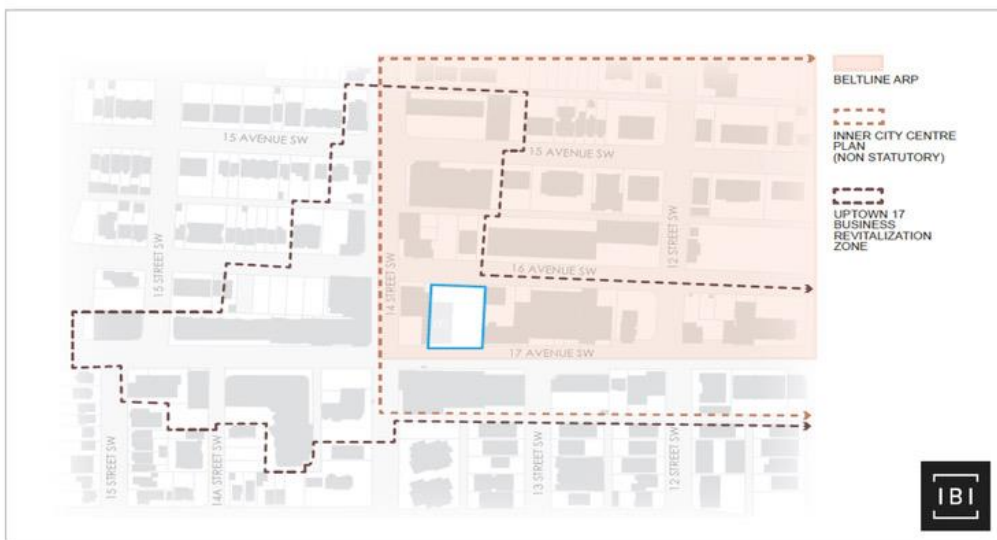 BELTLINE ARP
INNER CITY CENTRE
PLAN
(NON STATUTORY)
UPTOWN 17
BUSINESS
REVITALIZATION
ZONE
15 AVENUE SW
15 AVENUE SW
15 STREET SW
14 STREET SW
12 STREET SW
16 AVENUE SW
17 AVENUE SW
15 STREET SW
14A STREET SW
13 STREET SW
12 STREET SW
IBI